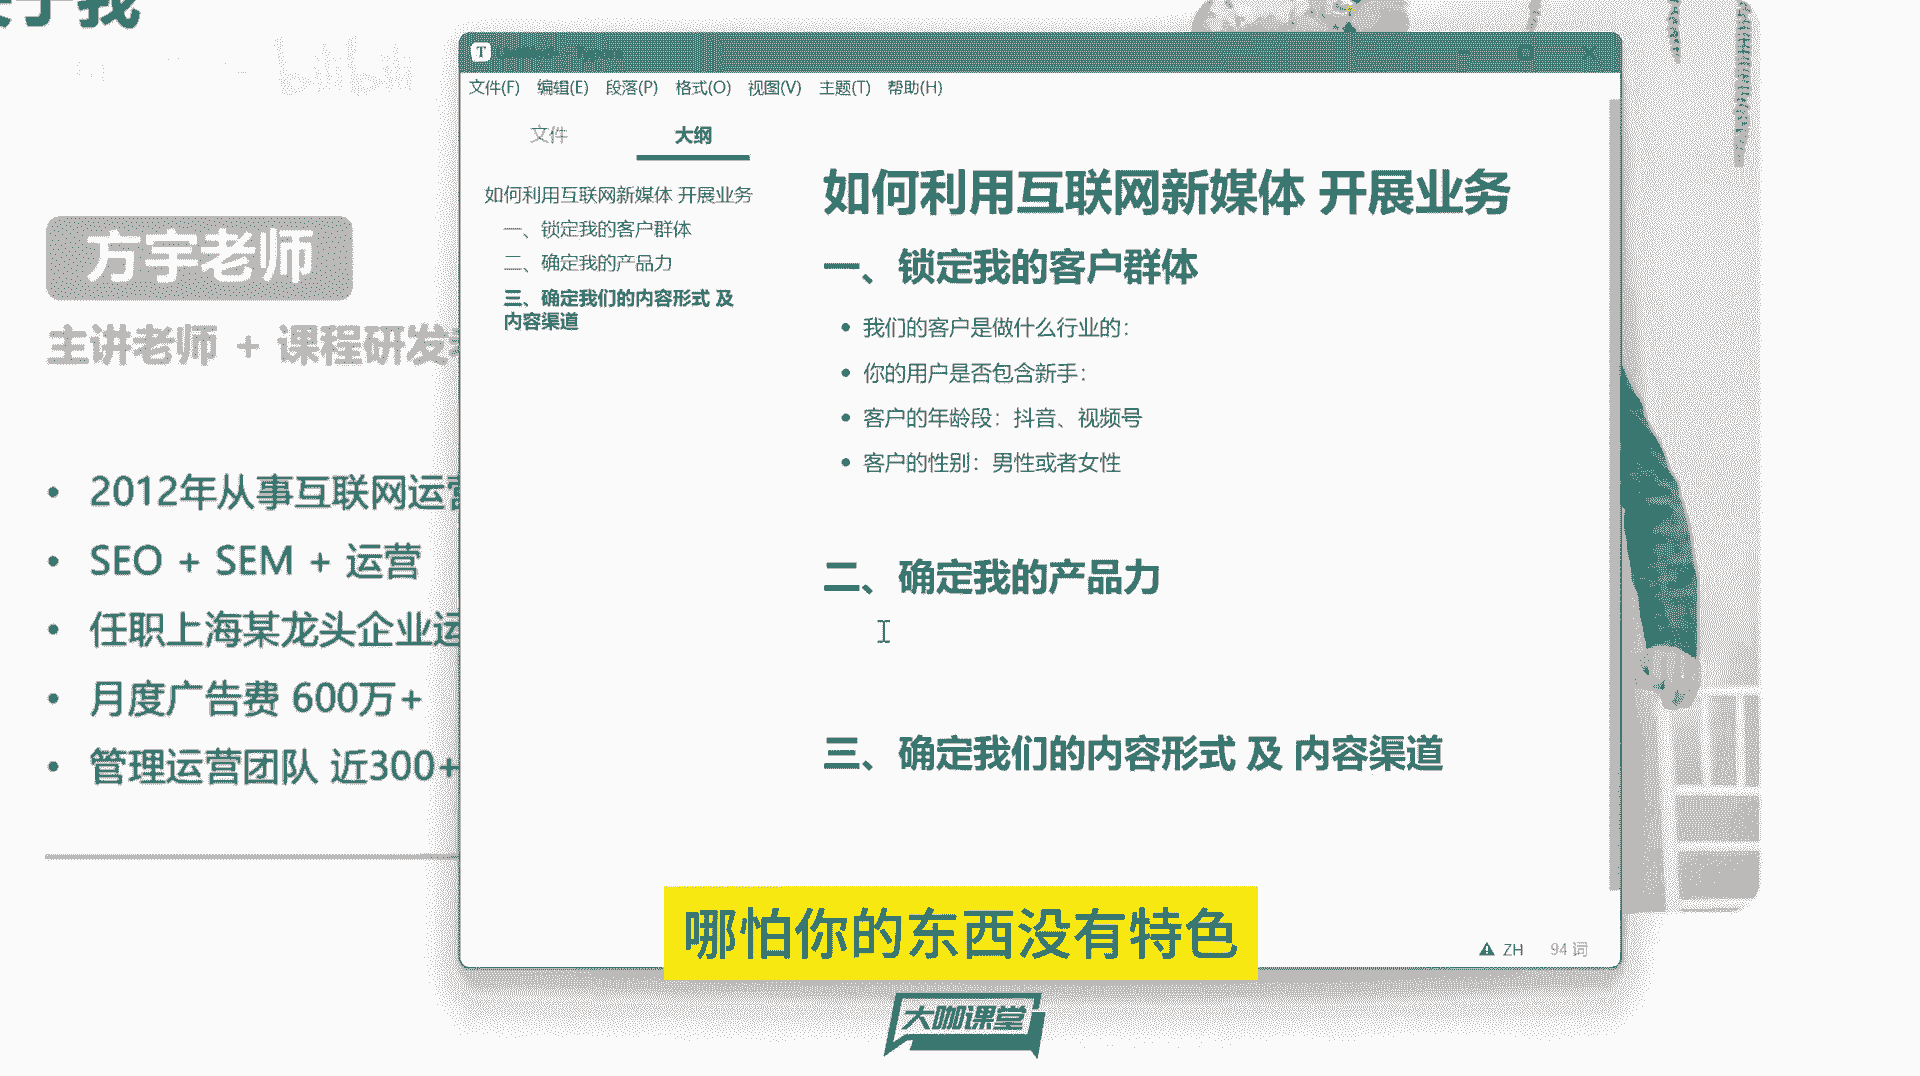 bilibili
方宇老师
主讲老师 + 课程研发
2012年从事互联网运营
SEO + SEM + 运营
任职上海某龙头企业运
月度广告费 600万+
管理运营团队 近300+
文件(F) 编辑(E) 段落(P) 格式(O) 视图(V) 主题(T) 帮助(H)
文件 大纲
如何利用互联网新媒体 开展业务
一、锁定我的客户群体
二、确定我的产品力
三、确定我们的内容形式 及
内容渠道
如何利用互联网新媒体 开展业务
一、锁定我的客户群体
我们的客户是做什么行业的：
你的用户是否包含新手：
客户的年龄段：抖音、视频号
客户的性别：男性或者女性
二、确定我的产品力
三、确定我们的内容形式 及 内容渠道
ZH 94 词
哪怕你的东西没有特色
大咖课堂